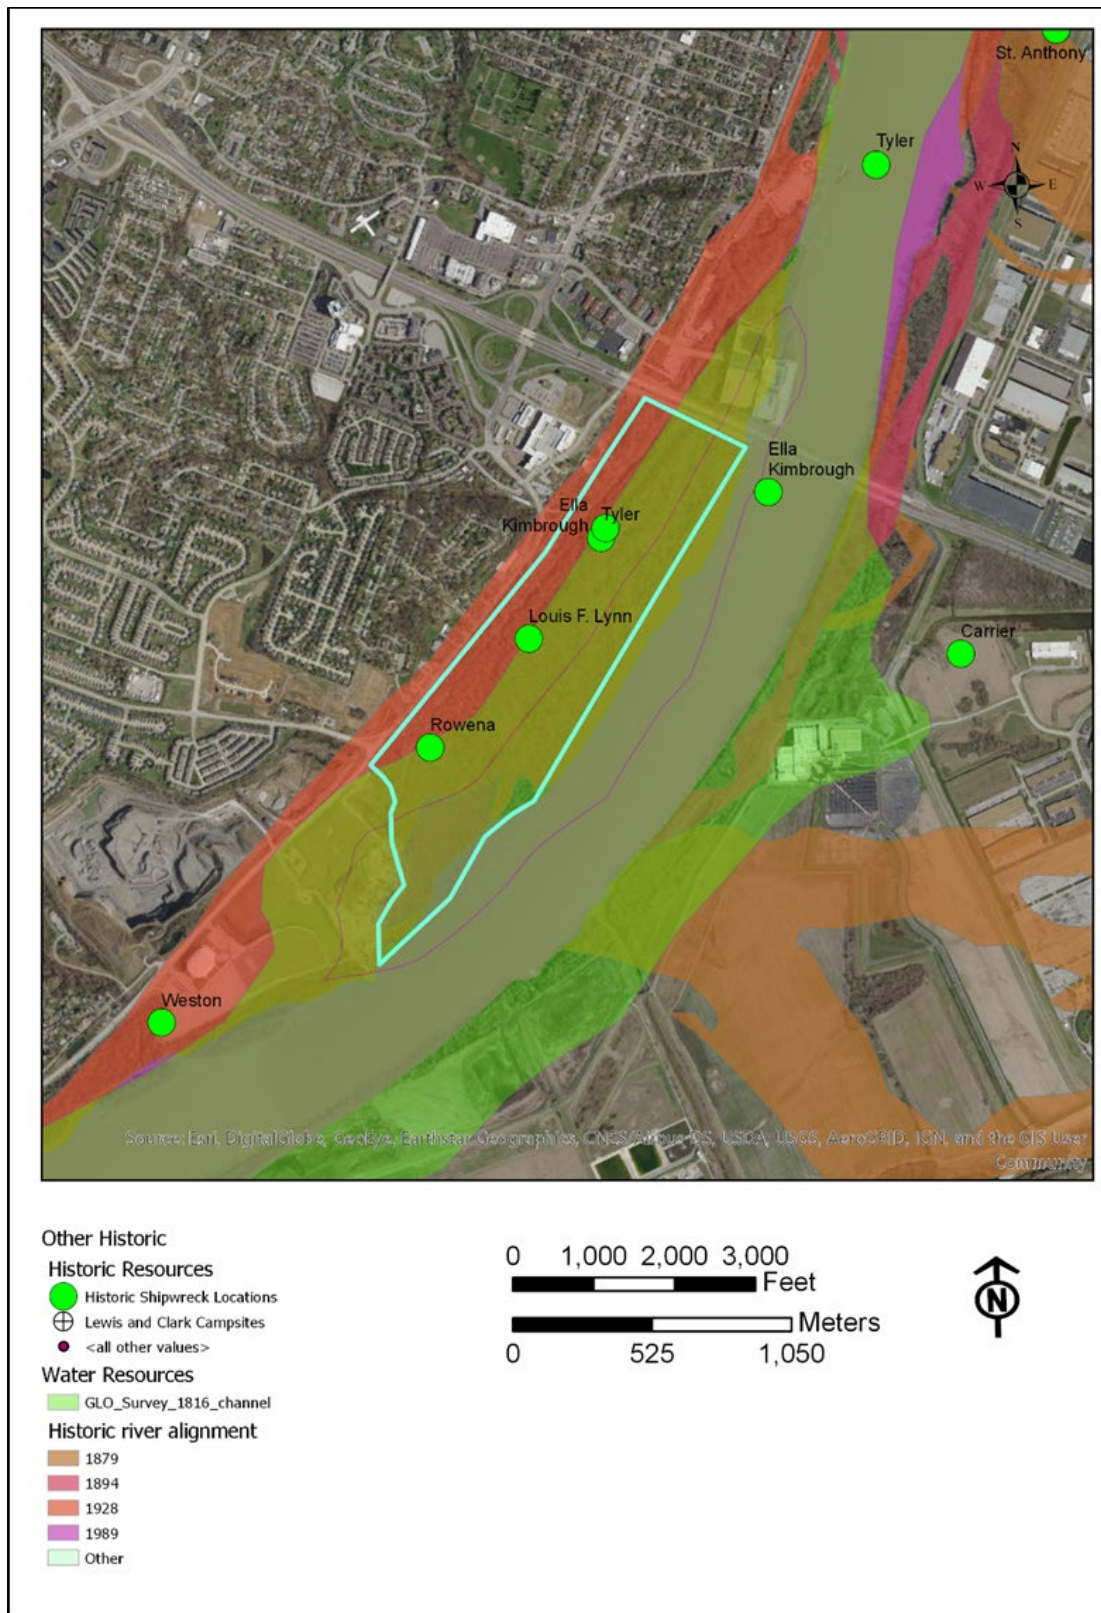 St. Anthony
Tyler
N
W E
S
Ella
Kimbrough
Ella
Kimbrough
Tyler
Louis F. Lynn
Carrier
Rowena
Weston
Source: Esri, DigitalGlobe, GeoEye, Earthstar Geographics, CNES/Airbus DS, USDA, USGS, AeroGRID, IGN, and the GIS User
Community
Other Historic
Historic Resources
Historic Shipwreck Locations
Lewis and Clark Campsites
<all other values>
Water Resources
GLO_Survey_1816_channel
Historic river alignment
1879
1894
1928
1989
Other
0 1,000 2,000 3,000
Feet
Meters
0 525 1,050
N